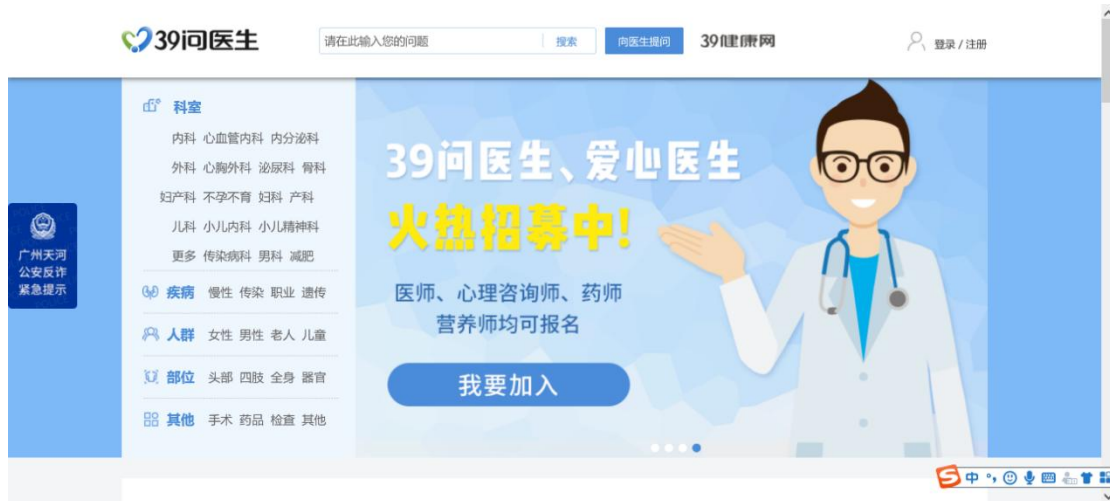 39问医生
请在此输入您的问题
搜索
向医生提问
39健康网
登录 / 注册
科室
内科 心血管内科 内分泌科
外科 心胸外科 泌尿科 骨科
妇产科 不孕不育 妇科 产科
儿科 小儿内科 小儿精神科
更多 传染病科 男科 减肥
疾病 慢性 传染 职业 遗传
人群 女性 男性 老人 儿童
部位 头部 四肢 全身 器官
其他 手术 药品 检查 其他
39问医生、爱心医生
火热招募中!
医师、心理咨询师、药师
营养师均可报名
我要加入
广州天河
公安反诈
紧急提示
中